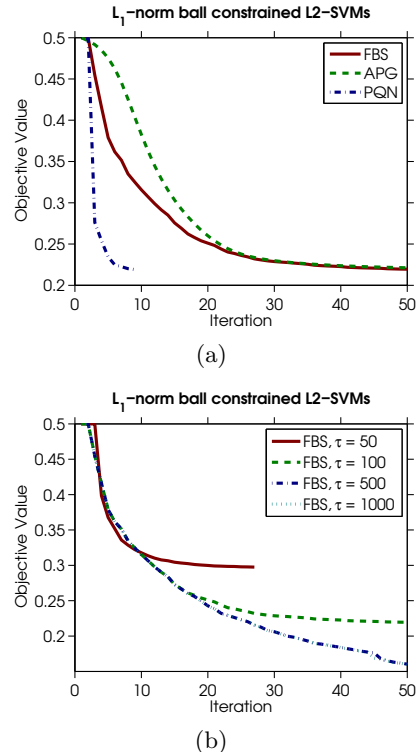 L1-norm ball constrained L2-SVMs
0.5
0.45
0.4
0.35
0.3
0.25
0.2
Objective Value
FBS
APG
PQN
0 10 20 30 40 50
Iteration
(a)
L1-norm ball constrained L2-SVMs
0.5
0.45
0.4
0.35
0.3
0.25
0.2
Objective Value
FBS, τ = 50
FBS, τ = 100
FBS, τ = 500
FBS, τ = 1000
0 10 20 30 40 50
Iteration
(b)